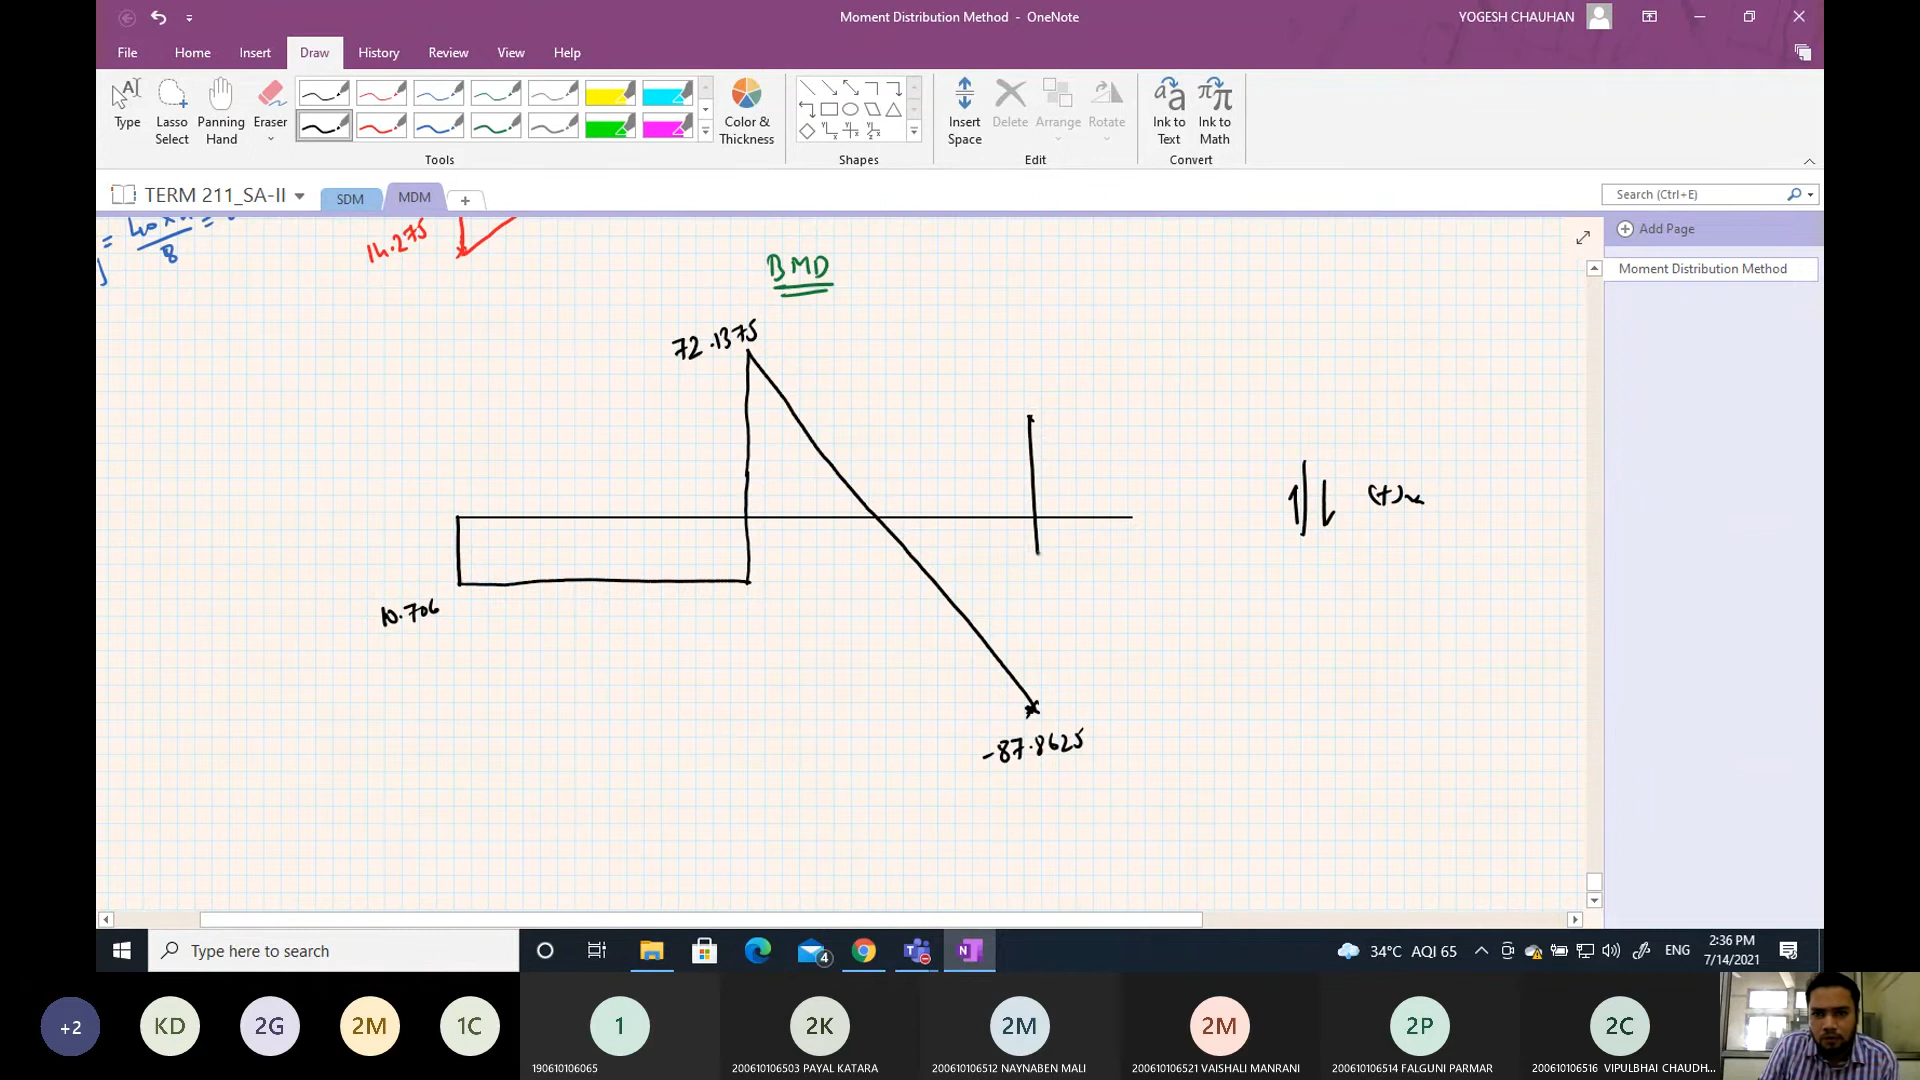 Moment Distribution Method - OneNote
YOGESH CHAUHAN
File Home Insert Draw History Review View Help
Type
Lasso Select
Panning Hand
Eraser
Color & Thickness
Insert Space
Delete
Arrange
Rotate
Ink to Text
Ink to Math
Tools
Shapes
Edit
Convert
TERM 211_SA-II
SDM
MDM
Search (Ctrl+E)
Add Page
Moment Distribution Method
8
14.275
BMD
72.1375
(+)ve
10.706
-87.8625
Type here to search
4
34°C AQI 65
ENG
2:36 PM
7/14/2021
+2
KD
2G
2M
1C
1
2K
2M
2M
2P
2C
190610106065
200610106503 PAYAL KATARA
200610106512 NAYNABEN MALI
200610106521 VAISHALI MANRANI
200610106514 FALGUNI PARMAR
200610106516 VIPULBHAI CHAUDH...